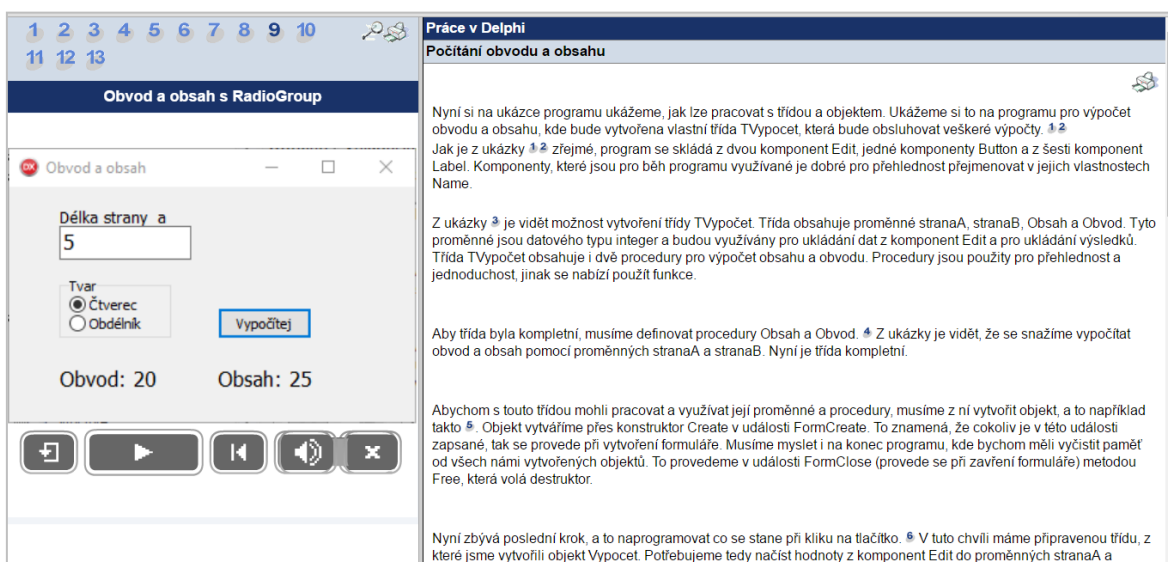 1 2 3 4 5 6 7 8 9 10
11 12 13
Obvod a obsah s RadioGroup
Obvod a obsah
Délka strany a
5
Tvar
Čtverec
Obdélník
Vypočítej
Obvod: 20 Obsah: 25
Práce v Delphi
Počítání obvodu a obsahu
Nyní si na ukázce programu ukážeme, jak lze pracovat s třídou a objektem. Ukážeme si to na programu pro výpočet
obvodu a obsahu, kde bude vytvořena vlastní třída TVypocet, která bude obsluhovat veškeré výpočty. 1 2
Jak je z ukázky 1 2 zřejmé, program se skládá z dvou komponent Edit, jedné komponenty Button a z šesti komponent
Label. Komponenty, které jsou pro běh programu využívané je dobré pro přehlednost přejmenovat v jejich vlastnostech
Name.
Z ukázky 3 je vidět možnost vytvoření třídy TVypočet. Třída obsahuje proměnné stranaA, stranaB, Obsah a Obvod. Tyto
proměnné jsou datového typu integer a budou využívány pro ukládání dat z komponent Edit a pro ukládání výsledků.
Třída TVypočet obsahuje i dvě procedury pro výpočet obsahu a obvodu. Procedury jsou použity pro přehlednost a
jednoduchost, jinak se nabízí použít funkce.
Aby třída byla kompletní, musíme definovat procedury Obsah a Obvod. 4 Z ukázky je vidět, že se snažíme vypočítat
obvod a obsah pomocí proměnných stranaA a stranaB. Nyní je třída kompletní.
Abychom s touto třídou mohli pracovat a využívat její proměnné a procedury, musíme z ní vytvořit objekt, a to například
takto 5. Objekt vytváříme přes konstruktor Create v události FormCreate. To znamená, že cokoliv je v této události
zapsané, tak se provede při vytvoření formuláře. Musíme myslet i na konec programu, kde bychom měli vyčistit paměť
od všech námi vytvořených objektů. To provedeme v události FormClose (provede se při zavření formuláře) metodou
Free, která volá destruktor.
Nyní zbývá poslední krok, a to naprogramovat co se stane při kliku na tlačítko. 6 V tuto chvíli máme připravenou třídu, z
které jsme vytvořili objekt Vypocet. Potřebujeme tedy načíst hodnoty z komponent Edit do proměnných stranaA a